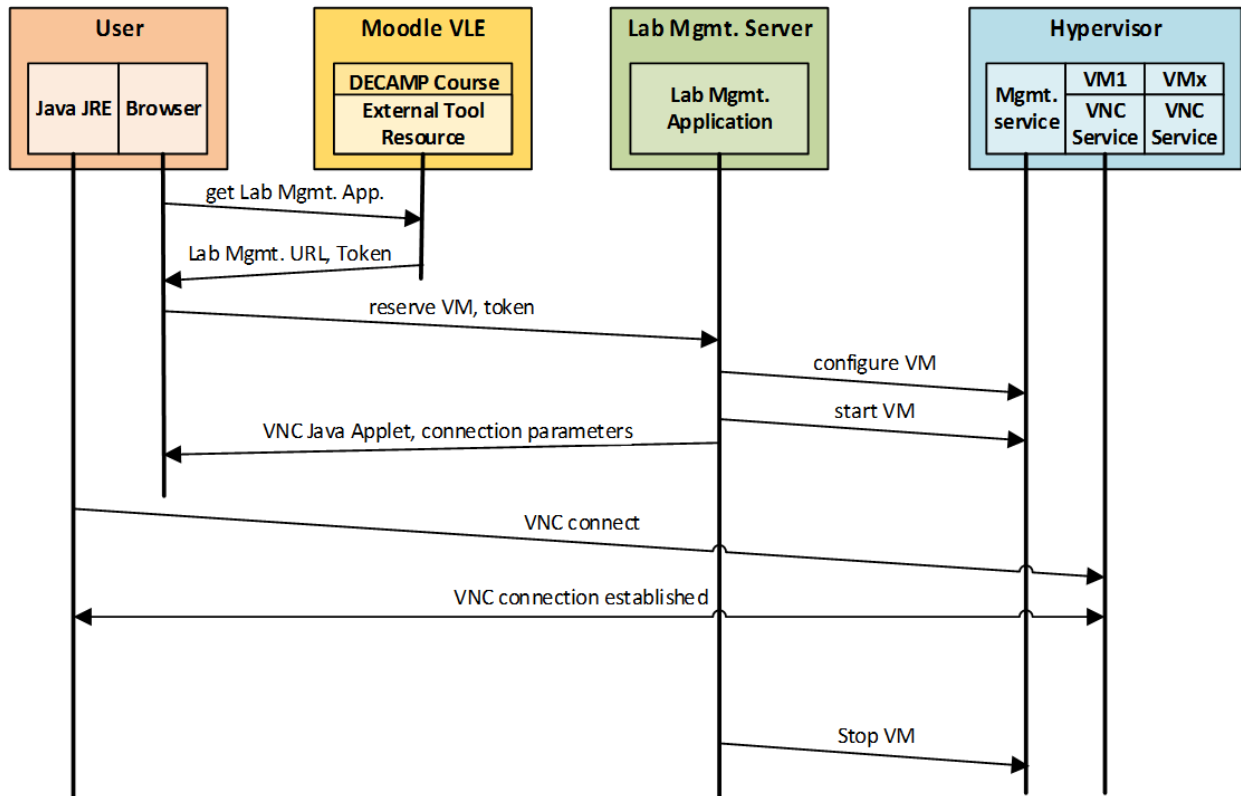 User
Moodle VLE
Lab Mgmt. Server
Hypervisor
Java JRE
Browser
DECAMP Course
External Tool
Resource
Lab Mgmt.
Application
Mgmt.
service
VM1
VNC
Service
VMx
VNC
Service
get Lab Mgmt. App.
Lab Mgmt. URL, Token
reserve VM, token
configure VM
start VM
VNC Java Applet, connection parameters
VNC connect
VNC connection established
Stop VM